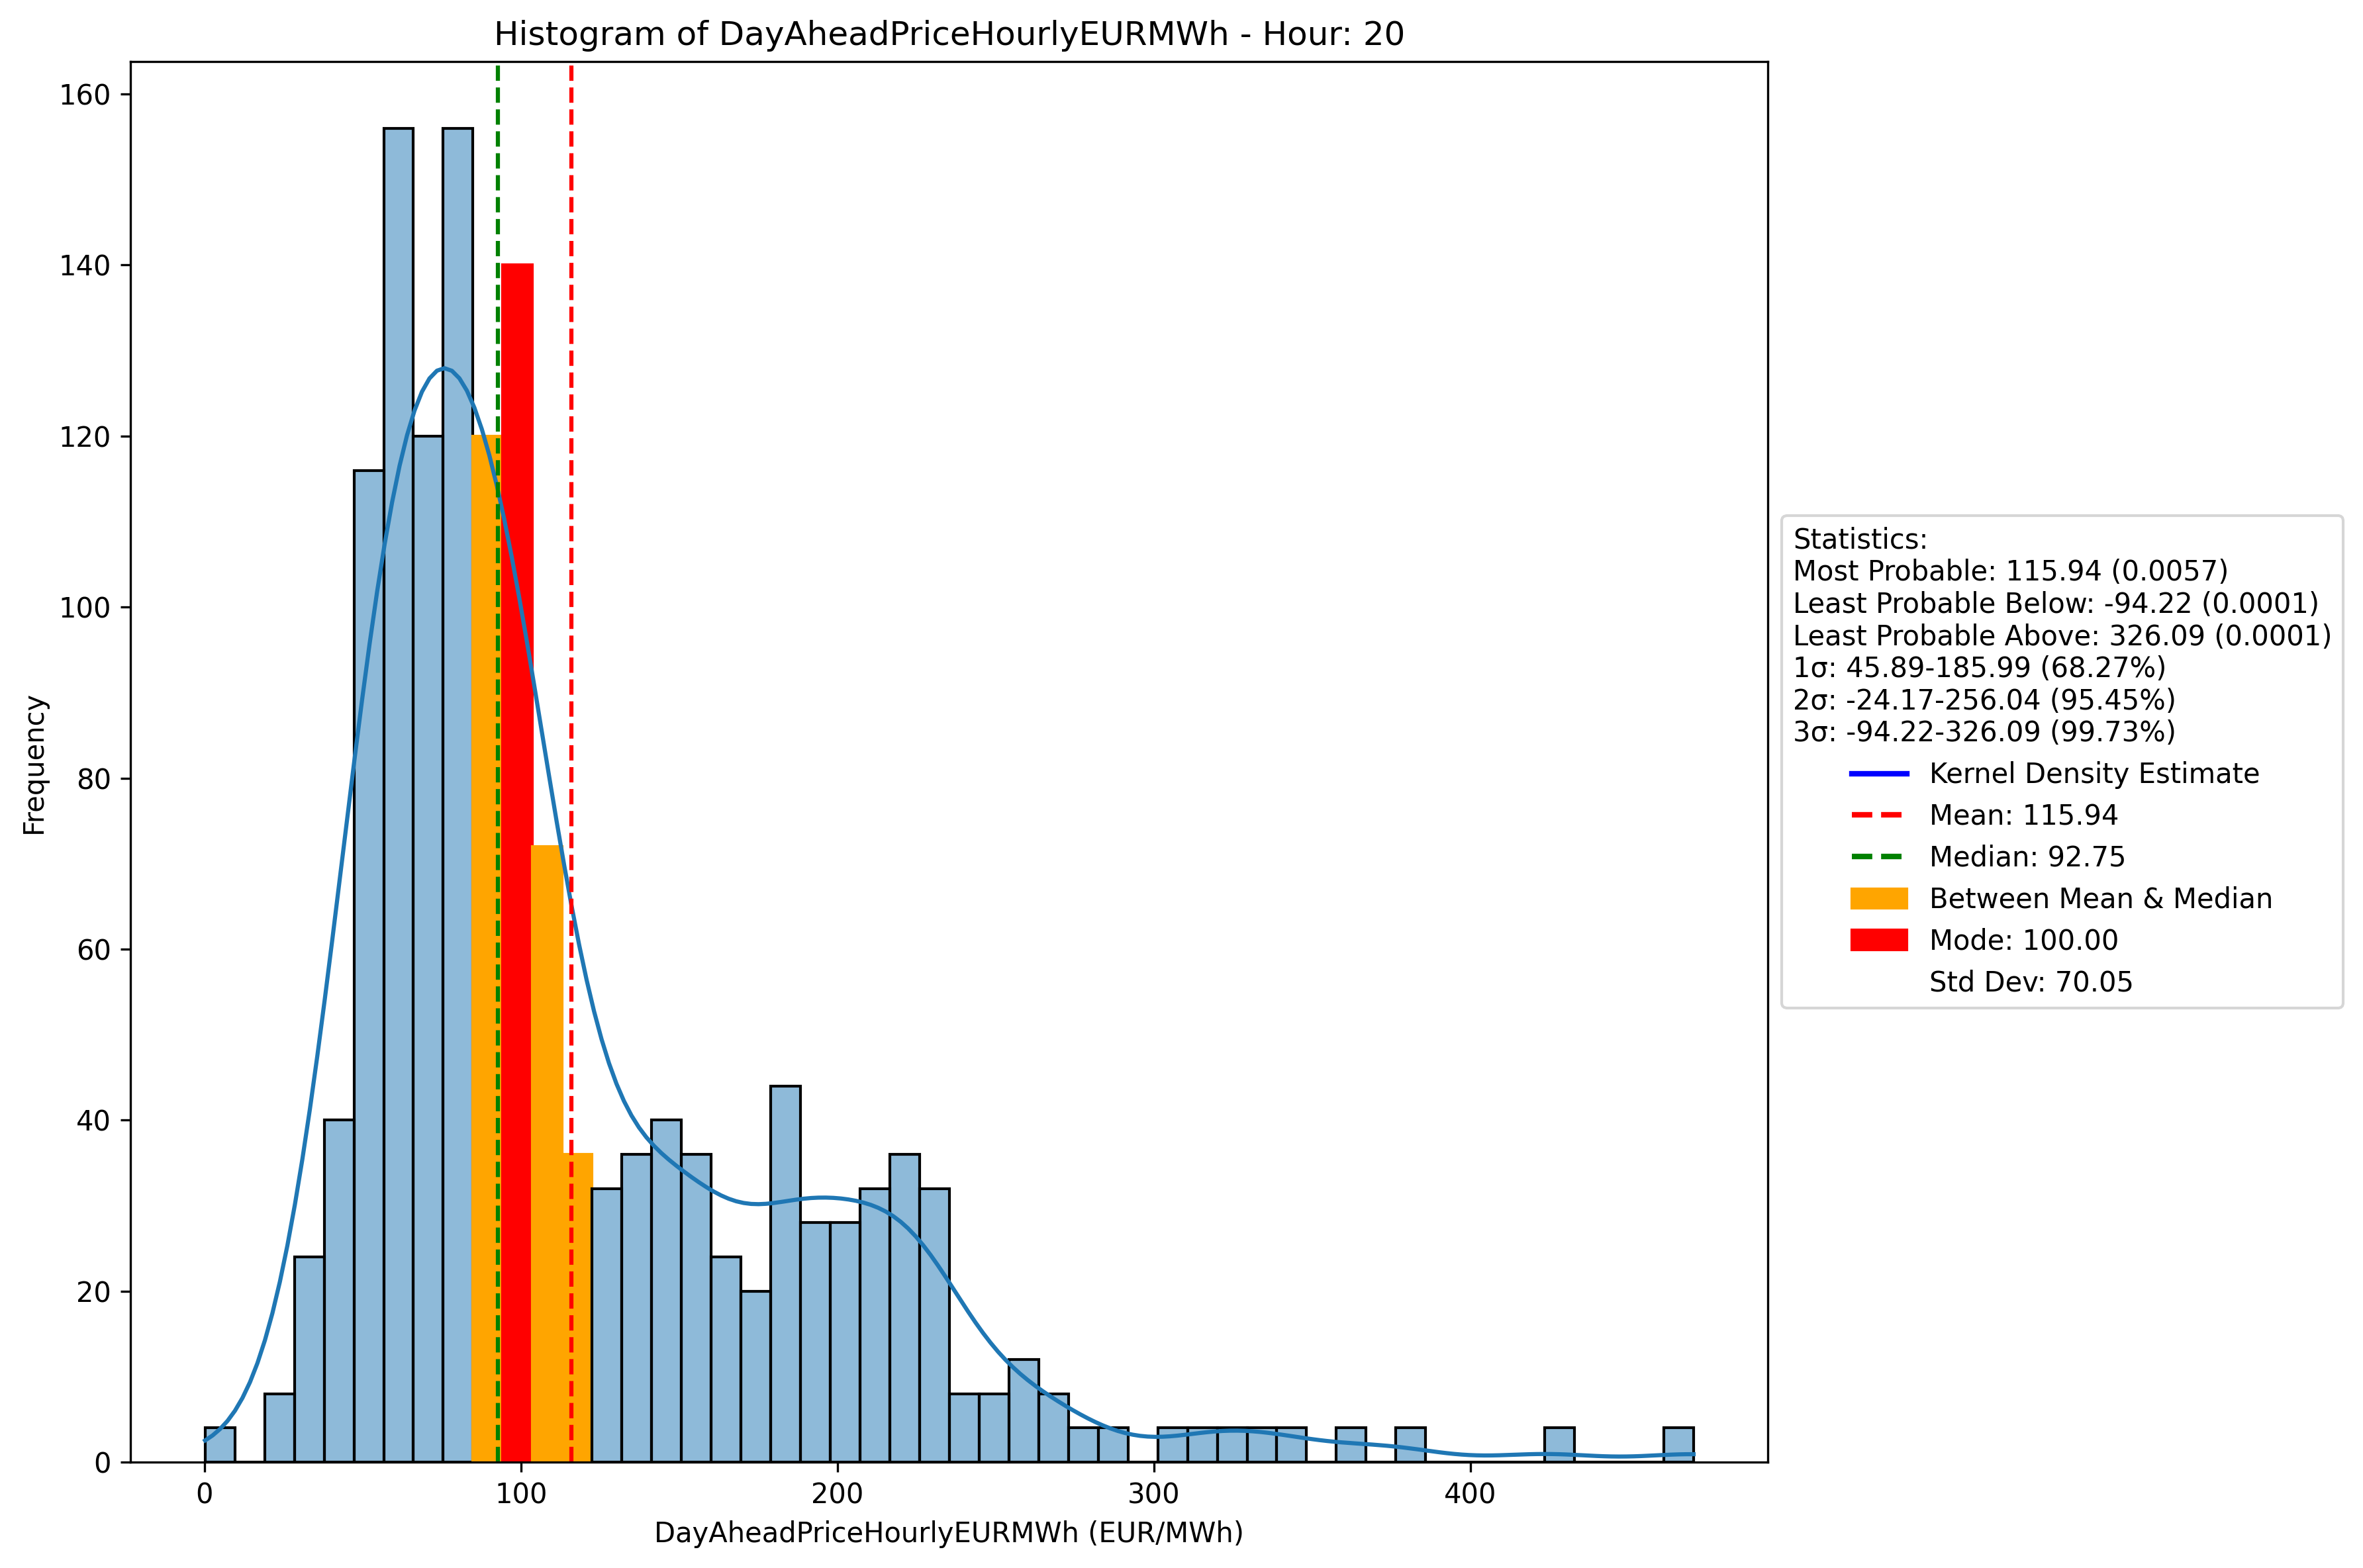 Histogram of DayAheadPriceHourlyEURMWh - Hour: 20
160
140
120
100
80
60
40
20
0
Frequency
0 100 200 300 400
DayAheadPriceHourlyEURMWh (EUR/MWh)
Statistics:
Most Probable: 115.94 (0.0057)
Least Probable Below: -94.22 (0.0001)
Least Probable Above: 326.09 (0.0001)
1σ: 45.89-185.99 (68.27%)
2σ: -24.17-256.04 (95.45%)
3σ: -94.22-326.09 (99.73%)
Kernel Density Estimate
Mean: 115.94
Median: 92.75
Between Mean & Median
Mode: 100.00
Std Dev: 70.05